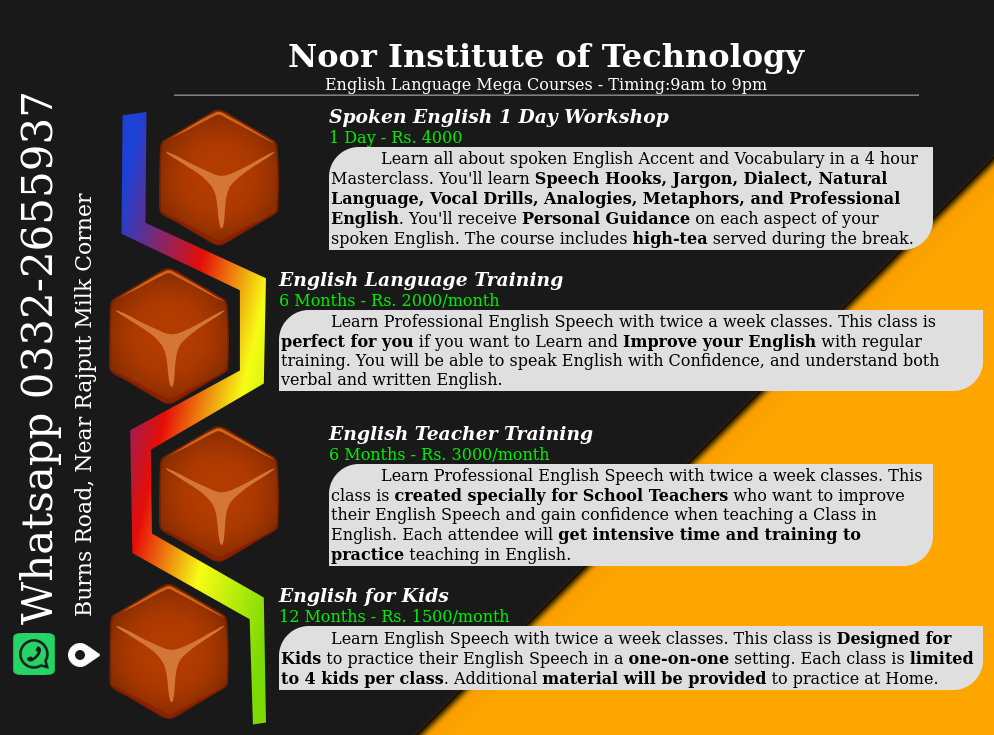 Noor Institute of Technology
English Language Mega Courses - Timing:9am to 9pm
Spoken English 1 Day Workshop
1 Day - Rs. 4000
Learn all about spoken English Accent and Vocabulary in a 4 hour
Masterclass. You'll learn Speech Hooks, Jargon, Dialect, Natural
Language, Vocal Drills, Analogies, Metaphors, and Professional
English. You'll receive Personal Guidance on each aspect of your
spoken English. The course includes high-tea served during the break.
English Language Training
6 Months - Rs. 2000/month
Learn Professional English Speech with twice a week classes. This class is
perfect for you if you want to Learn and Improve your English with regular
training. You will be able to speak English with Confidence, and understand both
verbal and written English.
English Teacher Training
6 Months - Rs. 3000/month
Learn Professional English Speech with twice a week classes. This
class is created specially for School Teachers who want to improve
their English Speech and gain confidence when teaching a Class in
English. Each attendee will get intensive time and training to
practice teaching in English.
English for Kids
12 Months - Rs. 1500/month
Learn English Speech with twice a week classes. This class is Designed for
Kids to practice their English Speech in a one-on-one setting. Each class is limited
to 4 kids per class. Additional material will be provided to practice at Home.
Whatsapp 0332-2655937
Burns Road, Near Rajput Milk Corner